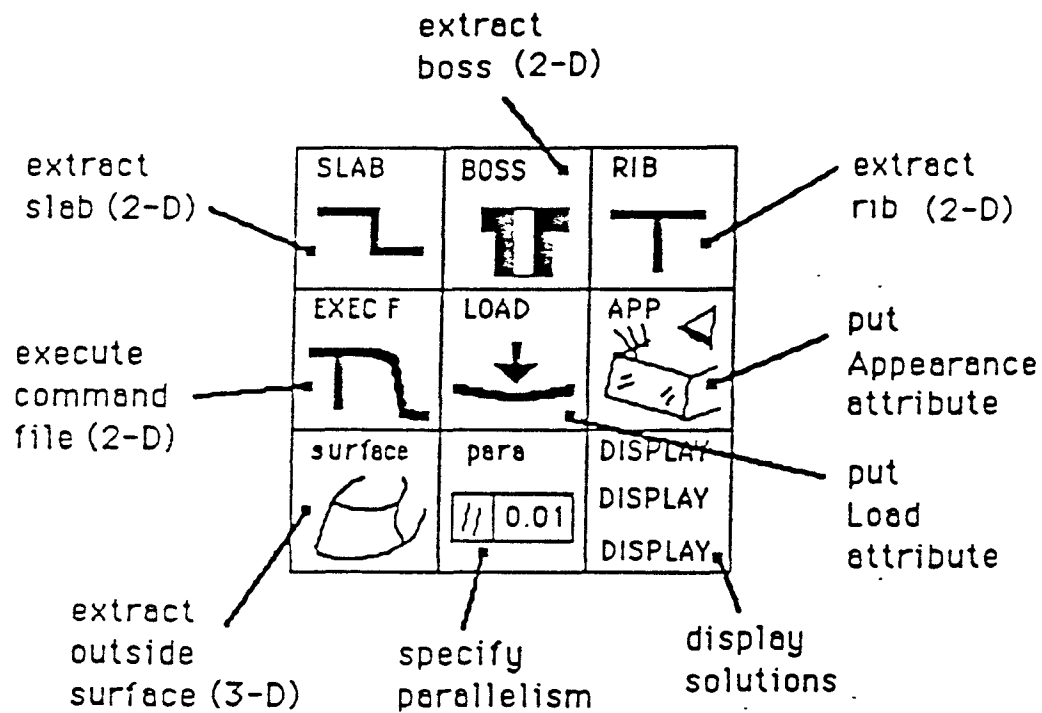 extract
boss (2-D)
extract
slab (2-D)
SLAB
BOSS
RIB
extract
rib (2-D)
EXEC F
LOAD
APP
execute
command
file (2-D)
put
Appearance
attribute
surface
para
DISPLAY
DISPLAY
DISPLAY
// 0.01
put
Load
attribute
extract
outside
surface (3-D)
specify
parallelism
display
solutions